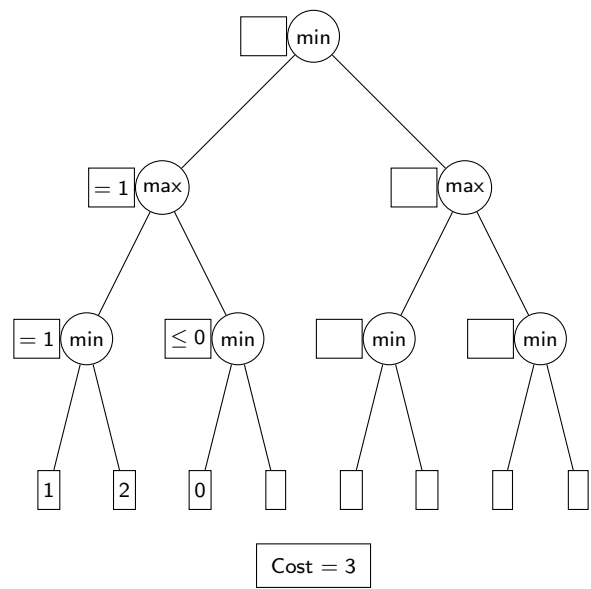 min
= 1 max max
= 1 min ≤ 0 min min min
1 2 0
Cost = 3